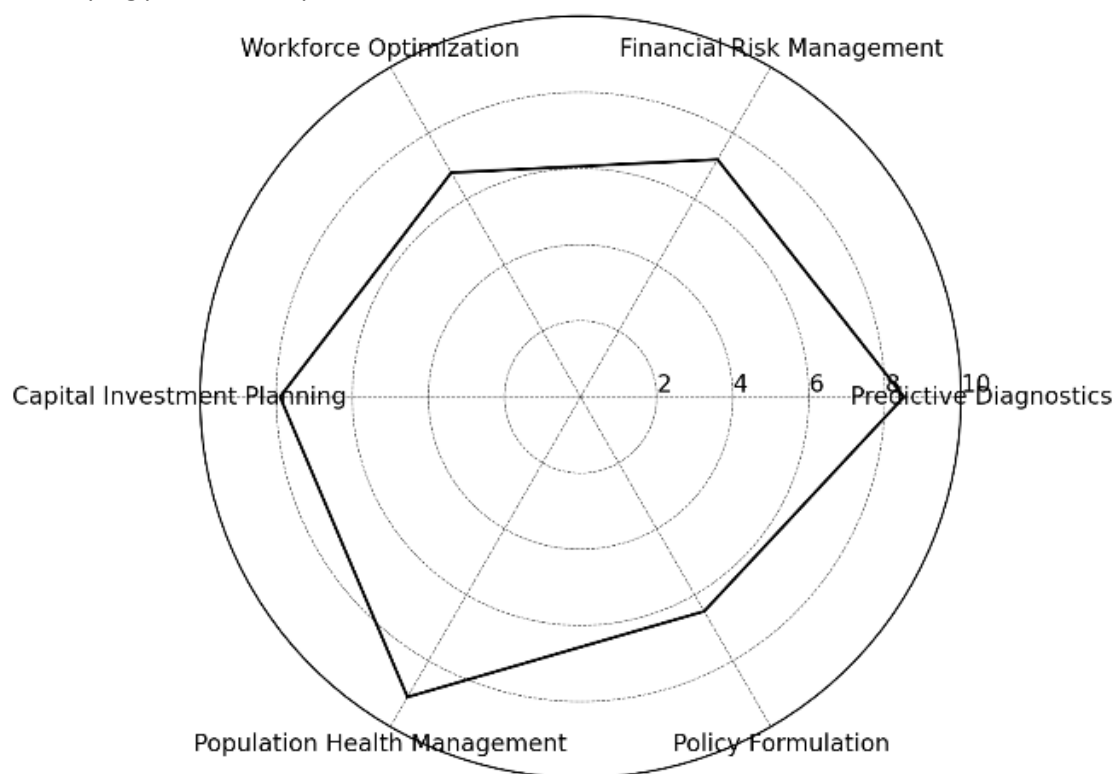 Workforce Optimization
Financial Risk Management
Capital Investment Planning
2
4
6
8
10
Predictive Diagnostics
Population Health Management
Policy Formulation